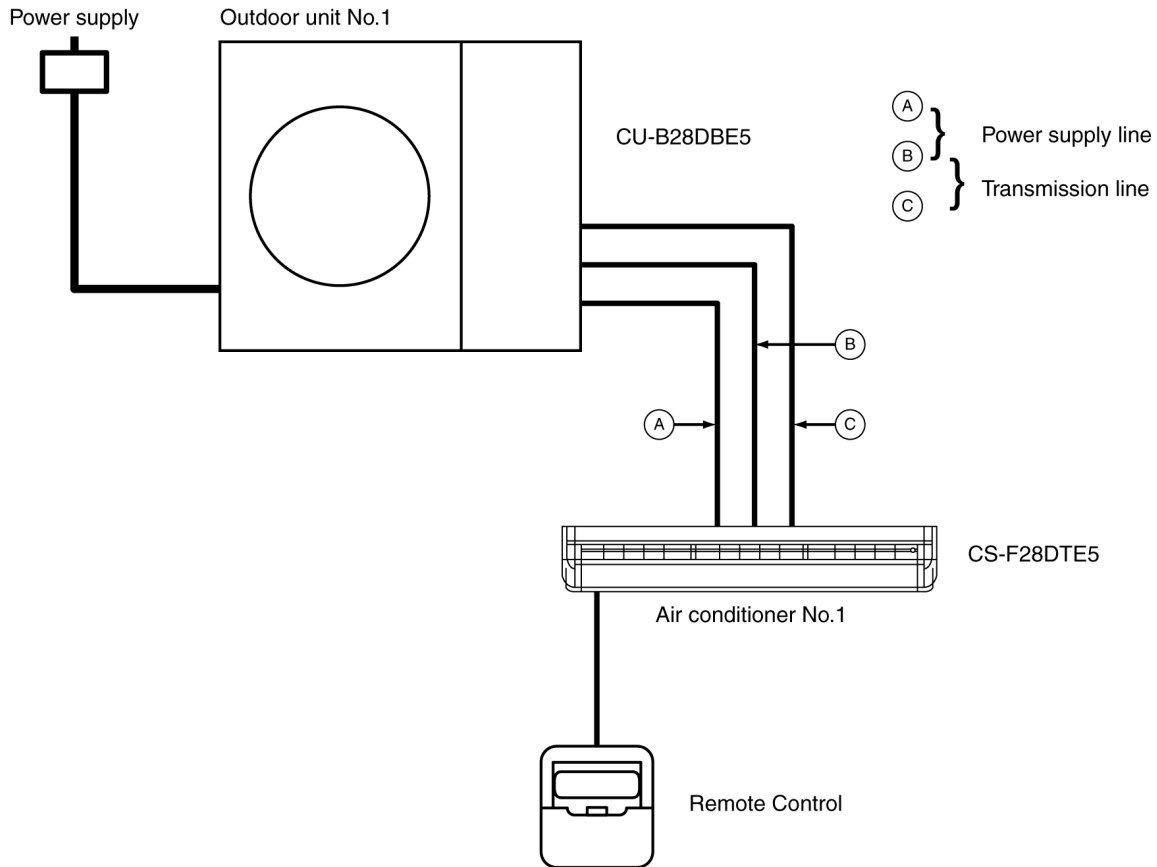 Power supply
Outdoor unit No.1
CU-B28DBE5
A
B
C
Power supply line
Transmission line
B
A
C
CS-F28DTE5
Air conditioner No.1
Remote Control